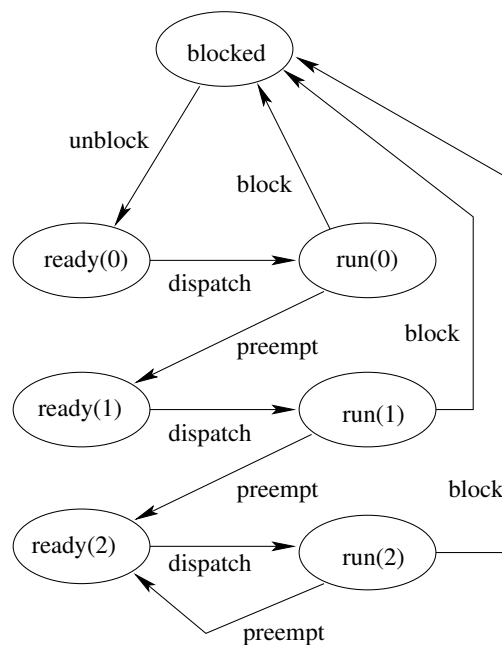 blocked
unblock
block
ready(0)
run(0)
dispatch
preempt
block
ready(1)
run(1)
dispatch
preempt
block
ready(2)
run(2)
dispatch
preempt